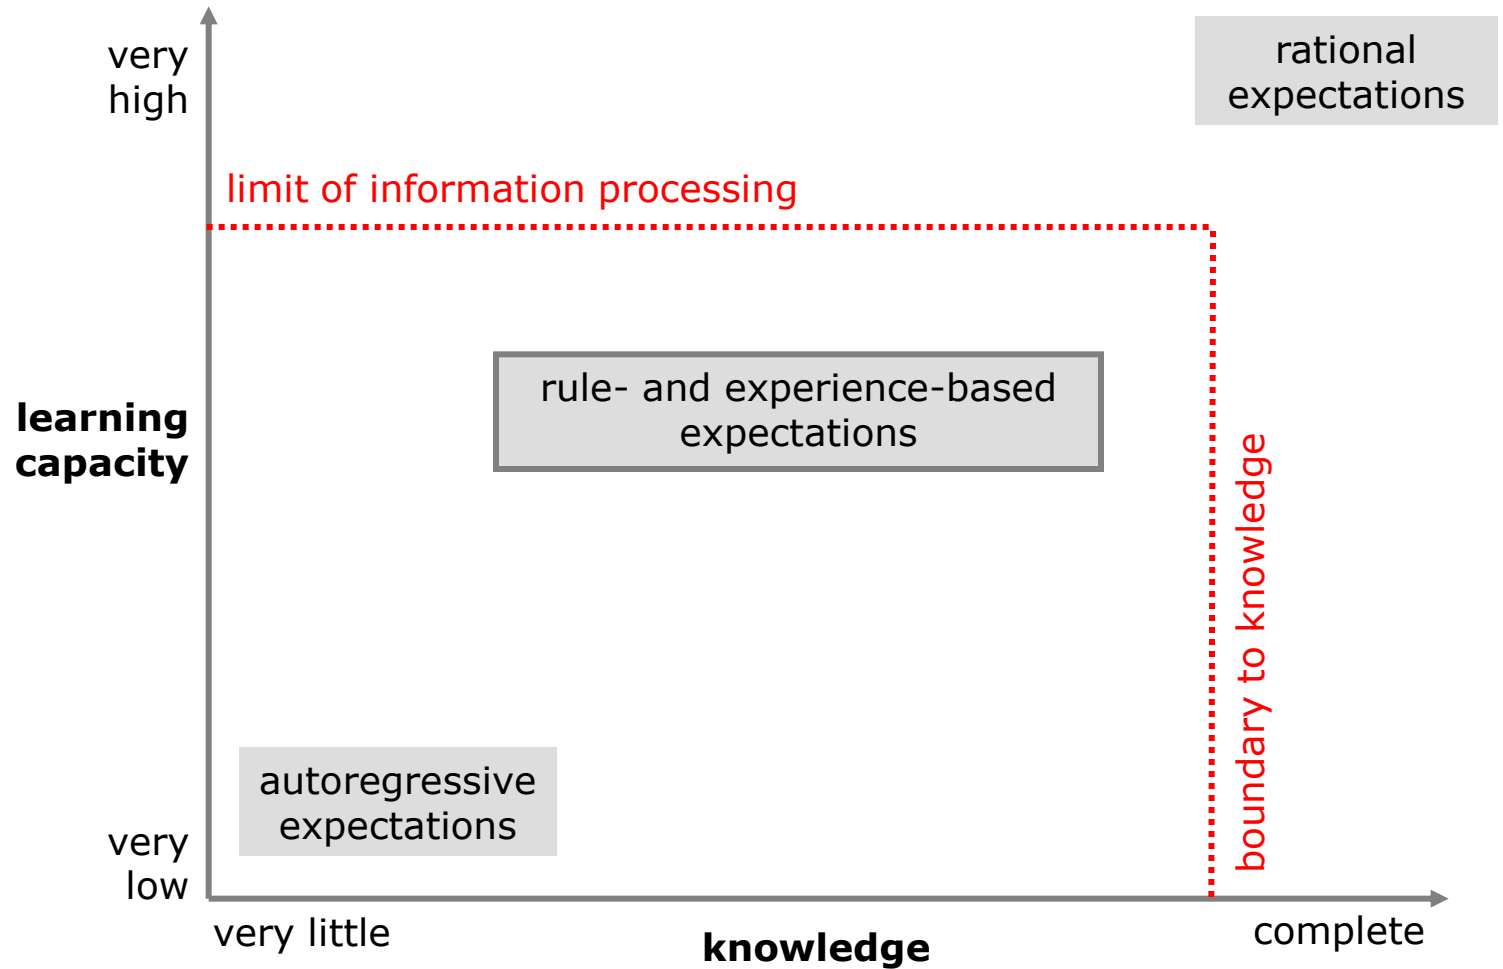 very
high
rational
expectations
limit of information processing
rule- and experience-based
expectations
learning
capacity
boundary to knowledge
autoregressive
expectations
very
low
very little
knowledge
complete